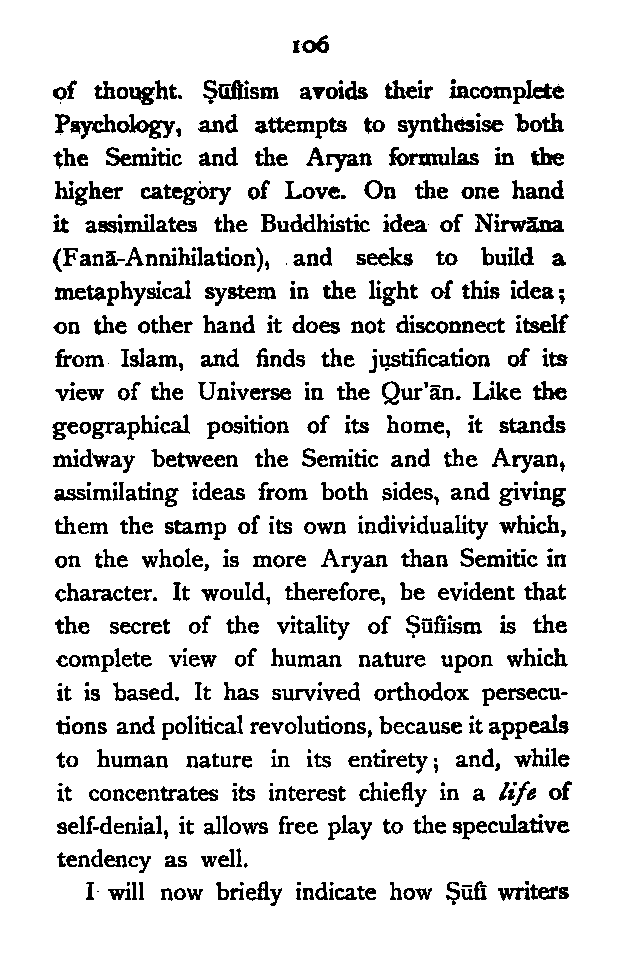 106
of thought. Ṣūfīism avoids their incomplete
Psychology, and attempts to synthesise both
the Semitic and the Aryan formulas in the
higher category of Love. On the one hand
it assimilates the Buddhistic idea of Nirwāna
(Fanā-Annihilation), and seeks to build a
metaphysical system in the light of this idea;
on the other hand it does not disconnect itself
from Islam, and finds the justification of its
view of the Universe in the Qur'ān. Like the
geographical position of its home, it stands
midway between the Semitic and the Aryan,
assimilating ideas from both sides, and giving
them the stamp of its own individuality which,
on the whole, is more Aryan than Semitic in
character. It would, therefore, be evident that
the secret of the vitality of Ṣūfīism is the
complete view of human nature upon which
it is based. It has survived orthodox persecu-
tions and political revolutions, because it appeals
to human nature in its entirety; and, while
it concentrates its interest chiefly in a life of
self-denial, it allows free play to the speculative
tendency as well.
I will now briefly indicate how Ṣūfī writers